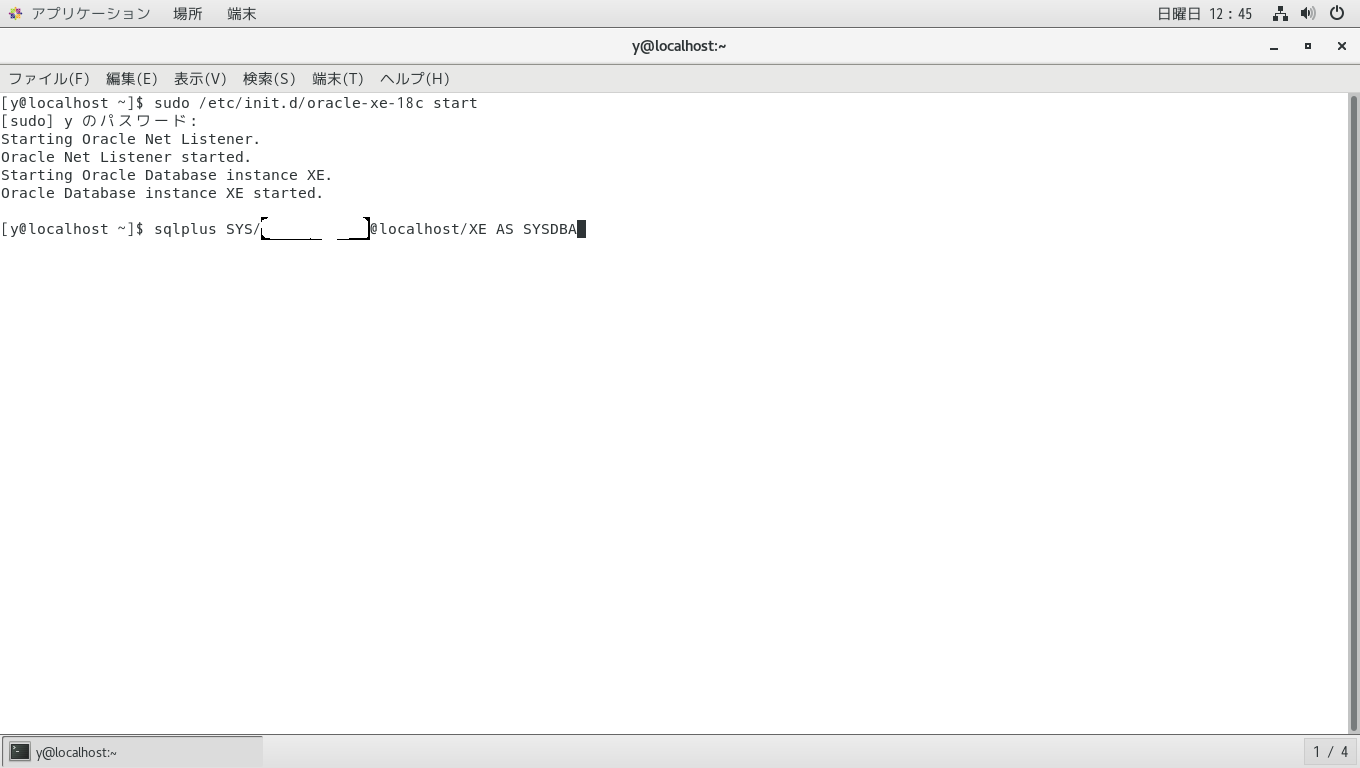 アプリケーション 場所 端末 日曜日 12 : 45
y@localhost:~
ファイル(F) 編集(E) 表示(V) 検索(S) 端末(T) ヘルプ(H)
[y@localhost ~]$ sudo /etc/init.d/oracle-xe-18c start
[sudo] y のパスワード:
Starting Oracle Net Listener.
Oracle Net Listener started.
Starting Oracle Database instance XE.
Oracle Database instance XE started.
[y@localhost ~]$ sqlplus SYS/ @localhost/XE AS SYSDBA
y@localhost:~
1 / 4